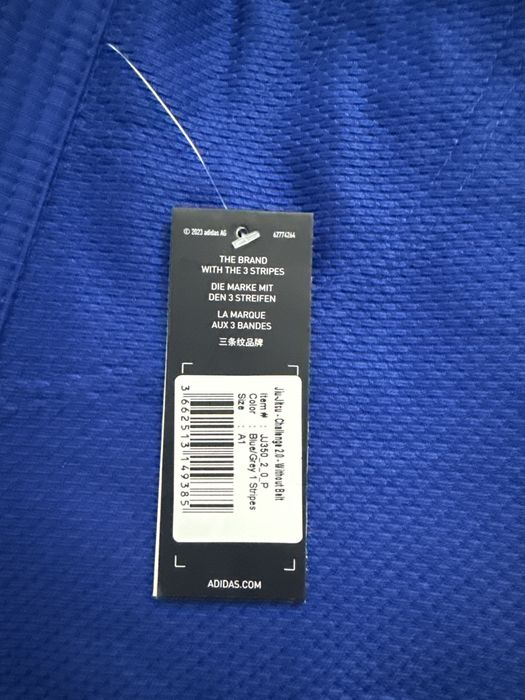 © 2023 adidas AG
62774264
THE BRAND
WITH THE 3 STRIPES
DIE MARKE MIT
DEN 3 STREIFEN
LA MARQUE
AUX 3 BANDES
三条纹品牌
Jiu-Jitsu - Challenge 2.0 - Without Belt
Item # : JJ350_2_0_P
Color : Blue/Grey 1 Stripes
Size : A1
3 662513 149385
ADIDAS.COM